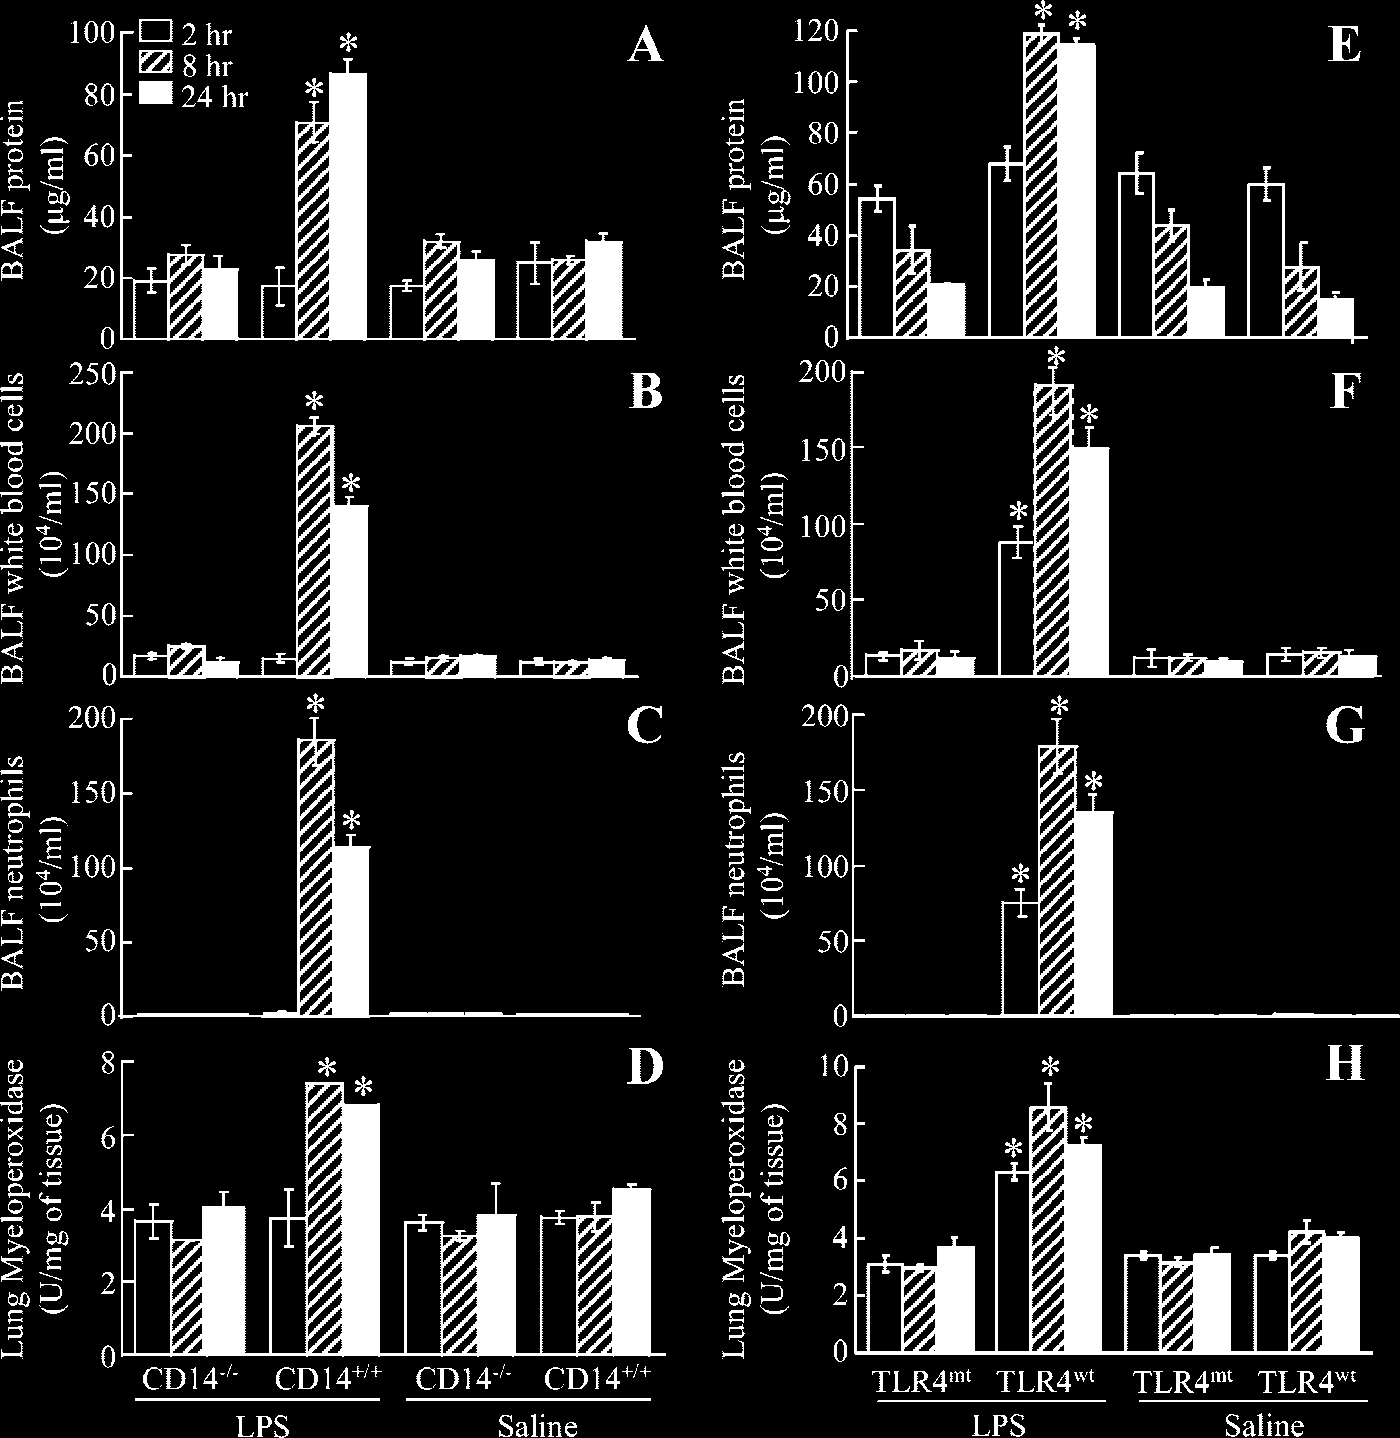 2 hr
8 hr
24 hr
A
BALF protein
(μg/ml)
100
80
60
40
20
0
E
BALF protein
(μg/ml)
120
100
80
60
40
20
0
* *
* *
B
BALF white blood cells
(10⁴/ml)
250
200
150
100
50
0
* *
F
BALF white blood cells
(10⁴/ml)
200
150
100
50
0
* * *
C
BALF neutrophils
(10⁴/ml)
200
150
100
50
0
* *
G
BALF neutrophils
(10⁴/ml)
200
150
100
50
0
* * *
D
Lung Myeloperoxidase
(U/mg of tissue)
8
6
4
2
0
* *
CD14⁻/⁻ CD14⁺/⁺ CD14⁻/⁻ CD14⁺/⁺
LPS Saline
H
Lung Myeloperoxidase
(U/mg of tissue)
10
8
6
4
2
0
* * *
TLR4ᵐᵗ TLR4ʷᵗ TLR4ᵐᵗ TLR4ʷᵗ
LPS Saline